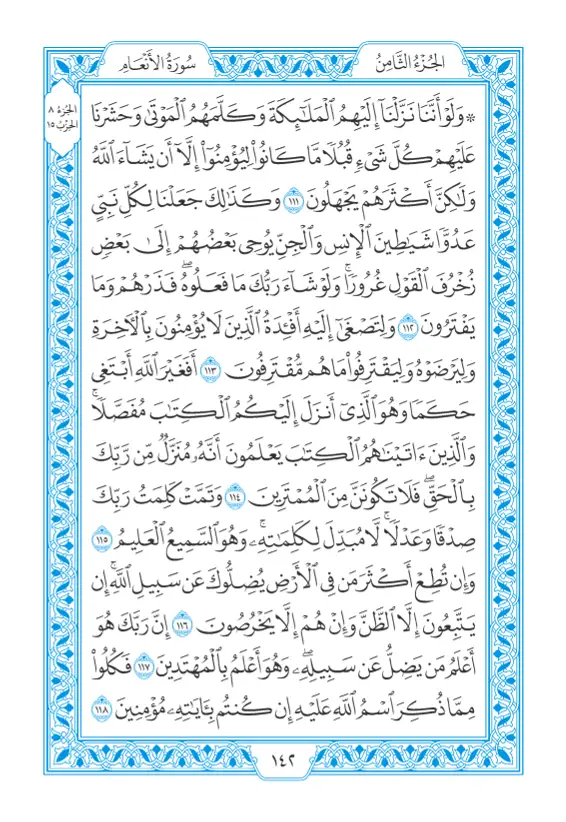 الجُزْءُ الثَّامِنُ
سُورَةُ الأَنْعَامِ
الجُزْءُ ٨
الحِزْبُ ١٥
* وَلَوْ أَنَّنَا نَزَّلْنَآ إِلَيْهِمُ ٱلْمَلَٰٓئِكَةَ وَكَلَّمَهُمُ ٱلْمَوْتَىٰ وَحَشَرْنَا
عَلَيْهِمْ كُلَّ شَىْءٍ قُبُلًا مَّا كَانُوا۟ لِيُؤْمِنُوٓا۟ إِلَّآ أَن يَشَآءَ ٱللَّهُ
وَلَٰكِنَّ أَكْثَرَهُمْ يَجْهَلُونَ ١١١ وَكَذَٰلِكَ جَعَلْنَا لِكُلِّ نَبِىٍّ
عَدُوًّا شَيَٰطِينَ ٱلْإِنسِ وَٱلْجِنِّ يُوحِى بَعْضُهُمْ إِلَىٰ بَعْضٍ
زُخْرُفَ ٱلْقَوْلِ غُرُورًا ۚ وَلَوْ شَآءَ رَبُّكَ مَا فَعَلُوهُ ۖ فَذَرْهُمْ وَمَا
يَفْتَرُونَ ١١٢ وَلِتَصْغَىٰٓ إِلَيْهِ أَفْـِٔدَةُ ٱلَّذِينَ لَا يُؤْمِنُونَ بِٱلْءَاخِرَةِ
وَلِيَرْضَوْهُ وَلِيَقْتَرِفُوا۟ مَا هُم مُّقْتَرِفُونَ ١١٣ أَفَغَيْرَ ٱللَّهِ أَبْتَغِى
حَكَمًا وَهُوَ ٱلَّذِىٓ أَنزَلَ إِلَيْكُمُ ٱلْكِتَٰبَ مُفَصَّلًا ۚ
وَٱلَّذِينَ ءَاتَيْنَٰهُمُ ٱلْكِتَٰبَ يَعْلَمُونَ أَنَّهُۥ مُنَزَّلٌ مِّن رَّبِّكَ
بِٱلْحَقِّ ۖ فَلَا تَكُونَنَّ مِنَ ٱلْمُمْتَرِينَ ١١٤ وَتَمَّتْ كَلِمَتُ رَبِّكَ
صِدْقًا وَعَدْلًا ۚ لَّا مُبَدِّلَ لِكَلِمَٰتِهِۦ ۚ وَهُوَ ٱلسَّمِيعُ ٱلْعَلِيمُ ١١٥
وَإِن تُطِعْ أَكْثَرَ مَن فِى ٱلْأَرْضِ يُضِلُّوكَ عَن سَبِيلِ ٱللَّهِ ۚ إِن
يَتَّبِعُونَ إِلَّا ٱلظَّنَّ وَإِنْ هُمْ إِلَّا يَخْرُصُونَ ١١٦ إِنَّ رَبَّكَ هُوَ
أَعْلَمُ مَن يَضِلُّ عَن سَبِيلِهِۦ ۖ وَهُوَ أَعْلَمُ بِٱلْمُهْتَدِينَ ١١٧ فَكُلُوا۟
مِمَّا ذُكِرَ ٱسْمُ ٱللَّهِ عَلَيْهِ إِن كُنتُم بِـَٔايَٰتِهِۦ مُؤْمِنِينَ ١١٨
١٤٢